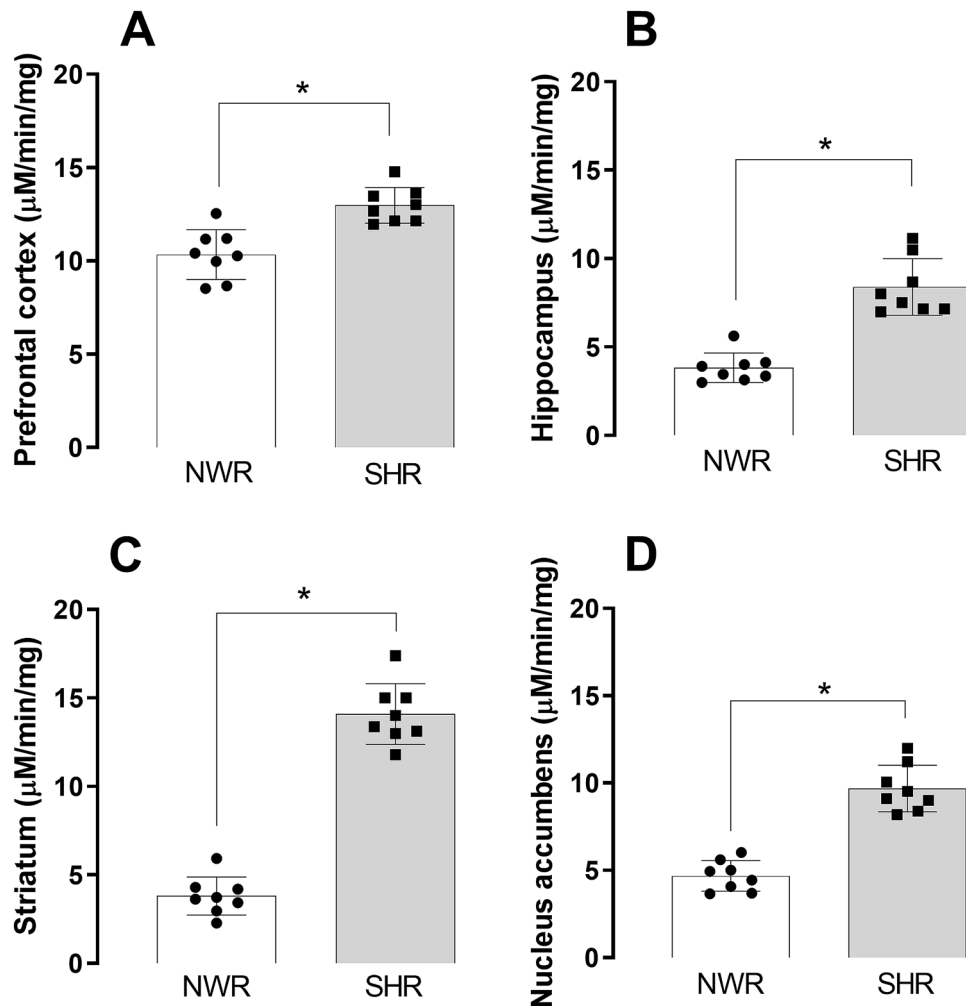 A
Prefrontal cortex (μM/min/mg)
20
15
10
5
0
*
NWR
SHR
B
Hippocampus (μM/min/mg)
20
15
10
5
0
*
NWR
SHR
C
Striatum (μM/min/mg)
20
15
10
5
0
*
NWR
SHR
D
Nucleus accumbens (μM/min/mg)
20
15
10
5
0
*
NWR
SHR